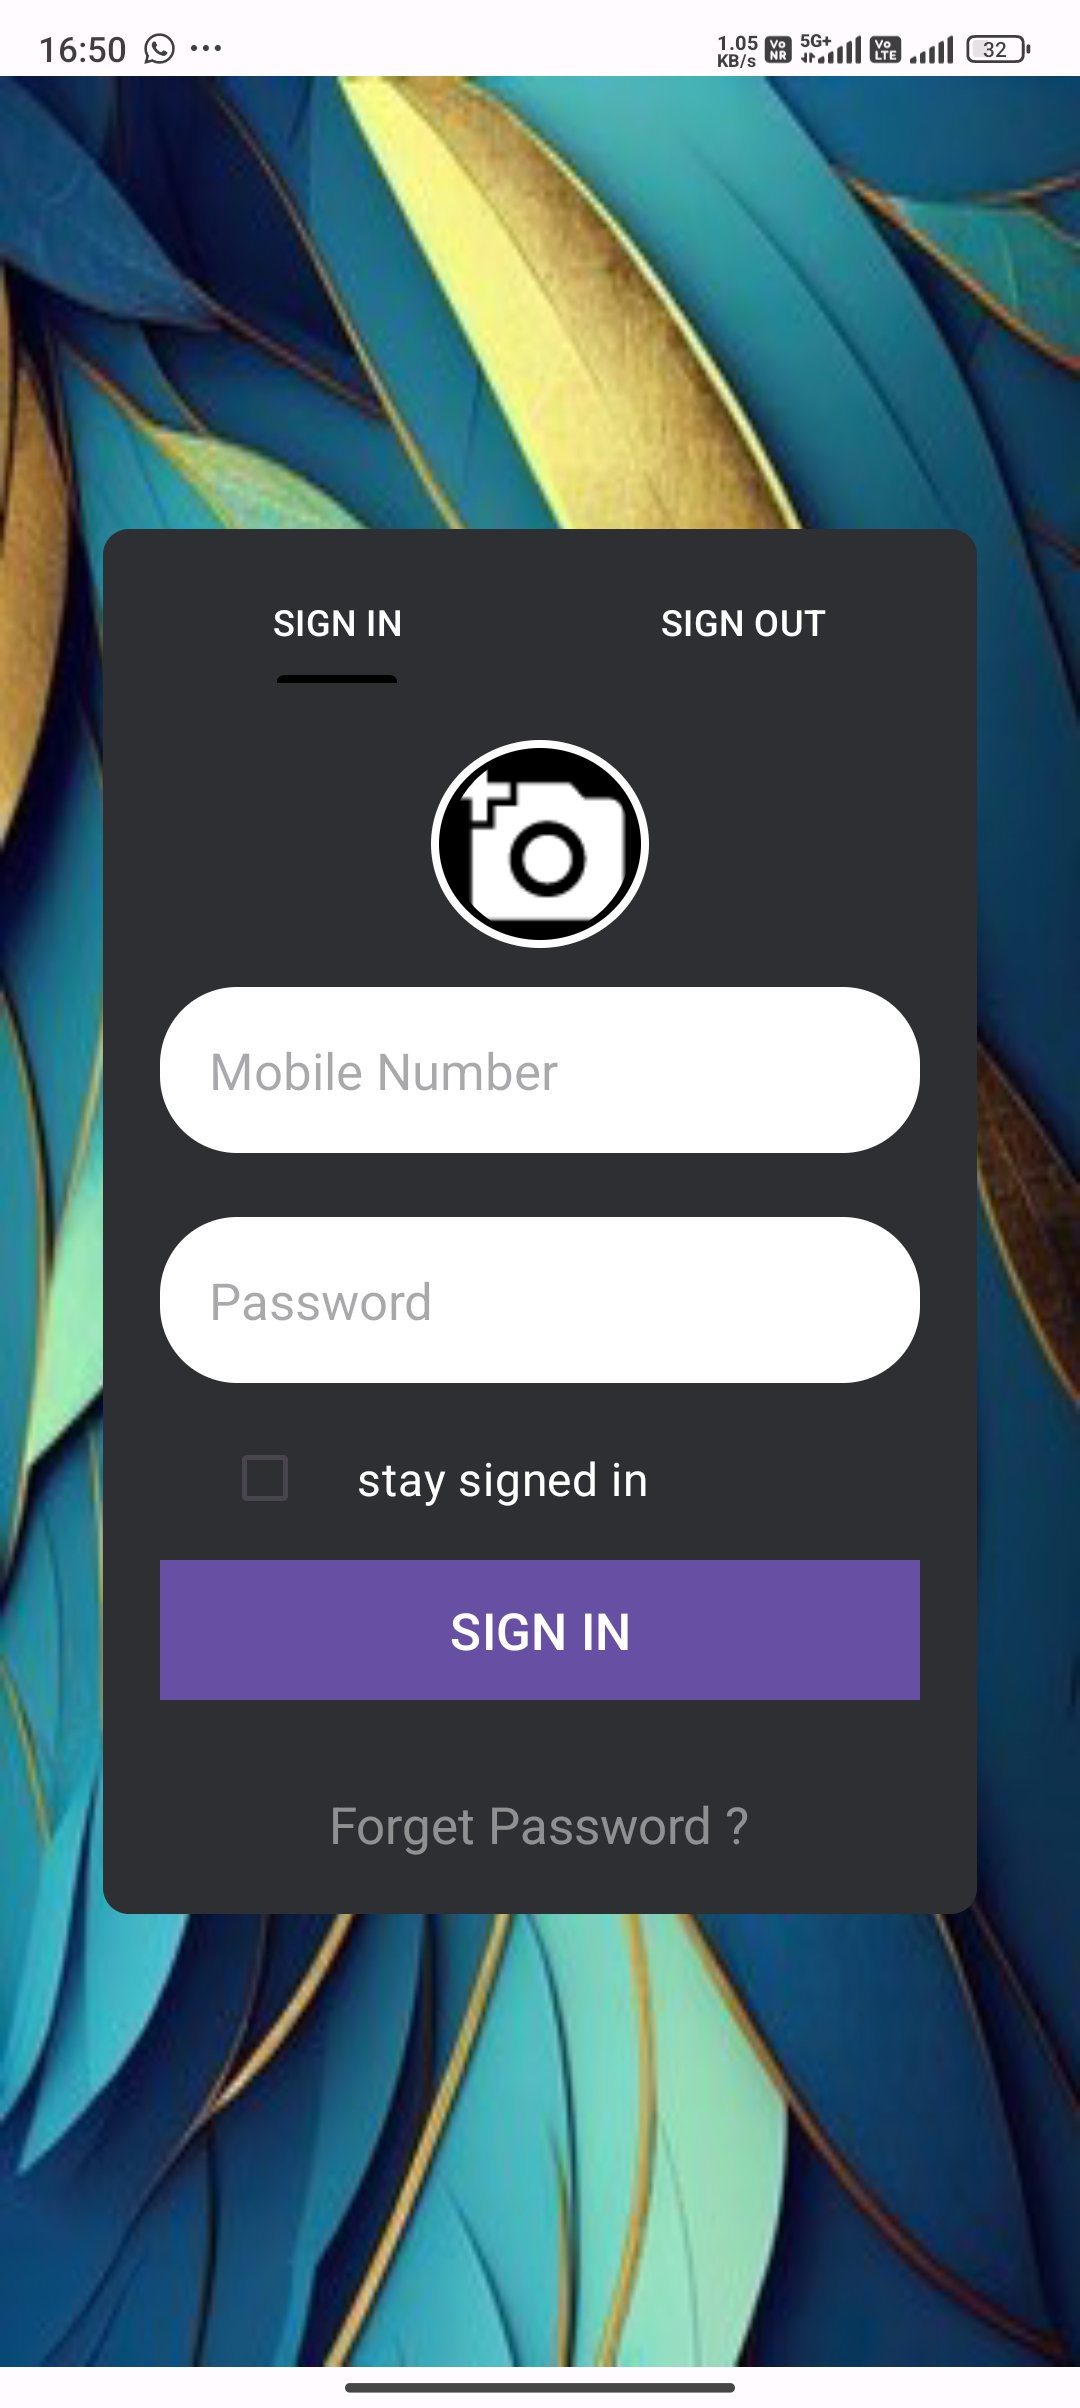 16:50 ... 1.05 KB/s Vo NR 5G+ Vo LTE 32
SIGN IN SIGN OUT
Mobile Number
Password
stay signed in
SIGN IN
Forget Password ?